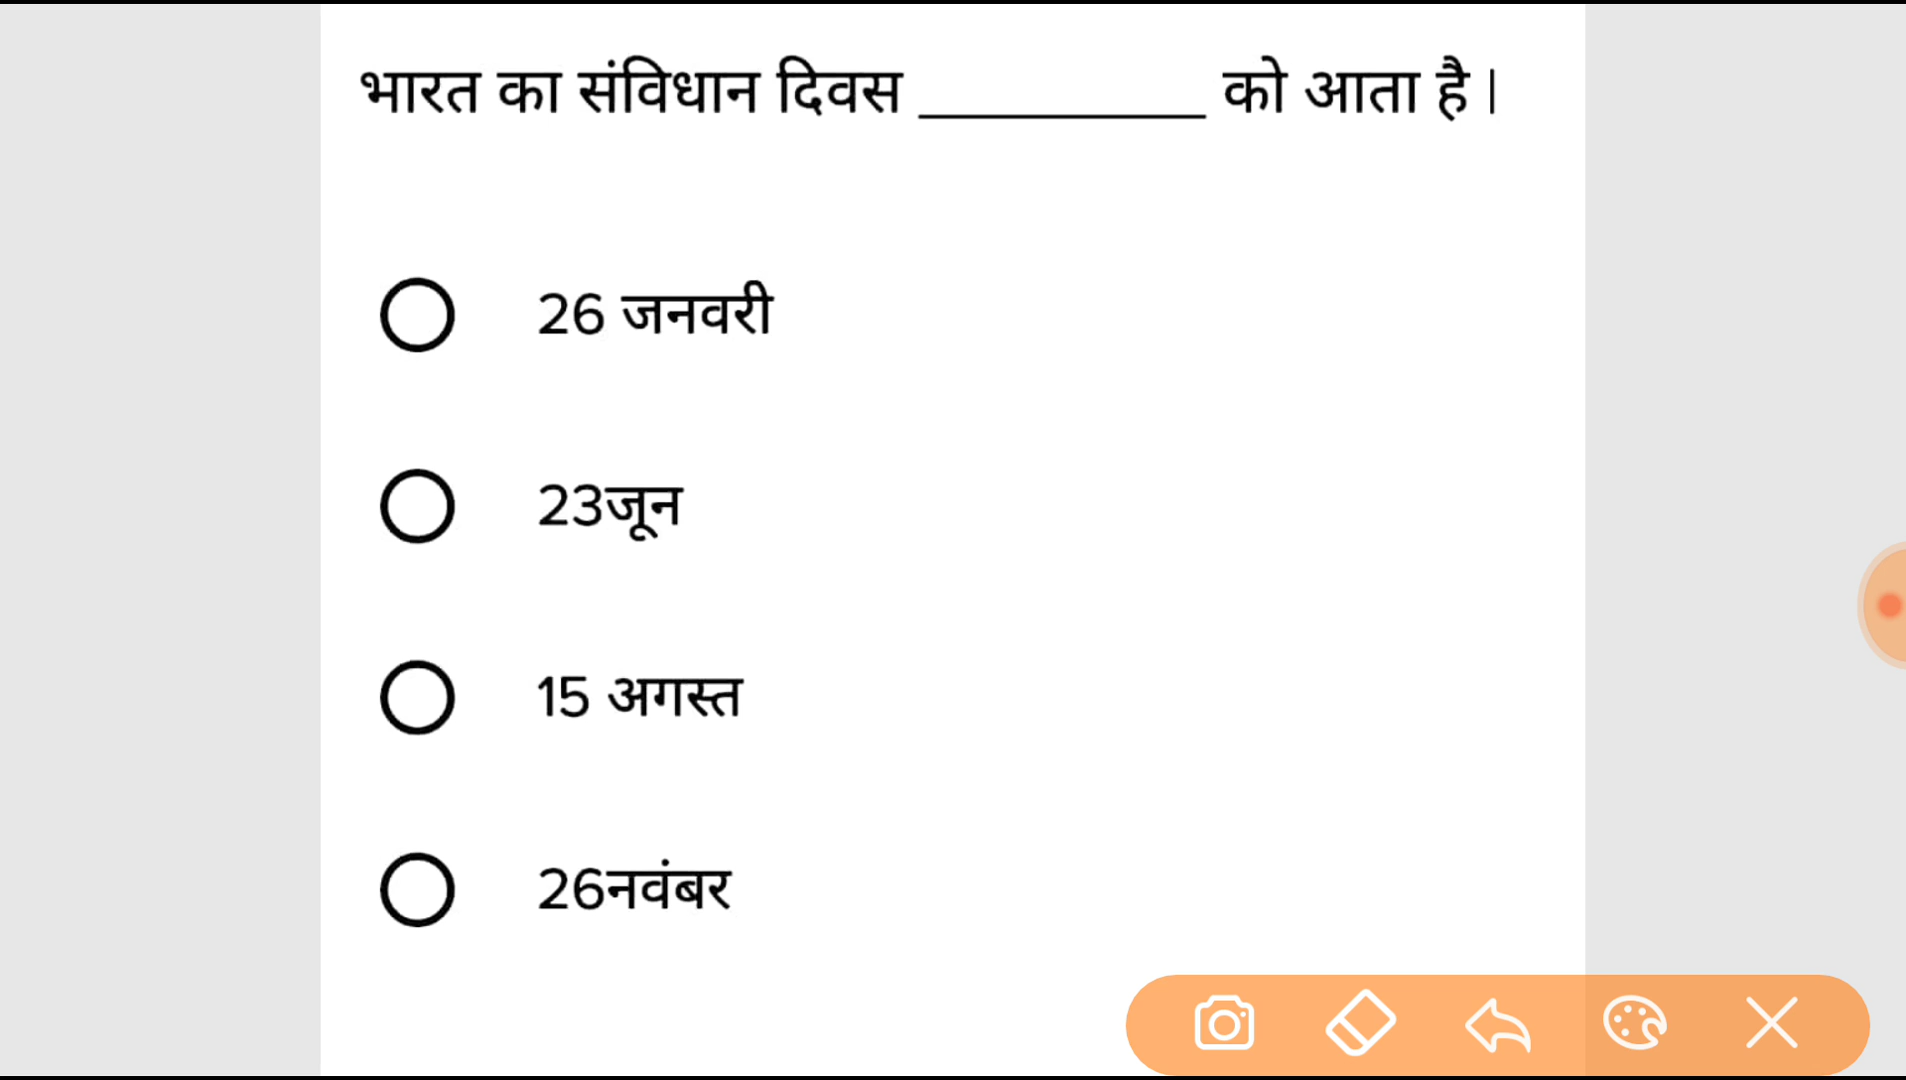 भारत का संविधान दिवस __________ को आता है।
26 जनवरी
23जून
15 अगस्त
26नवंबर